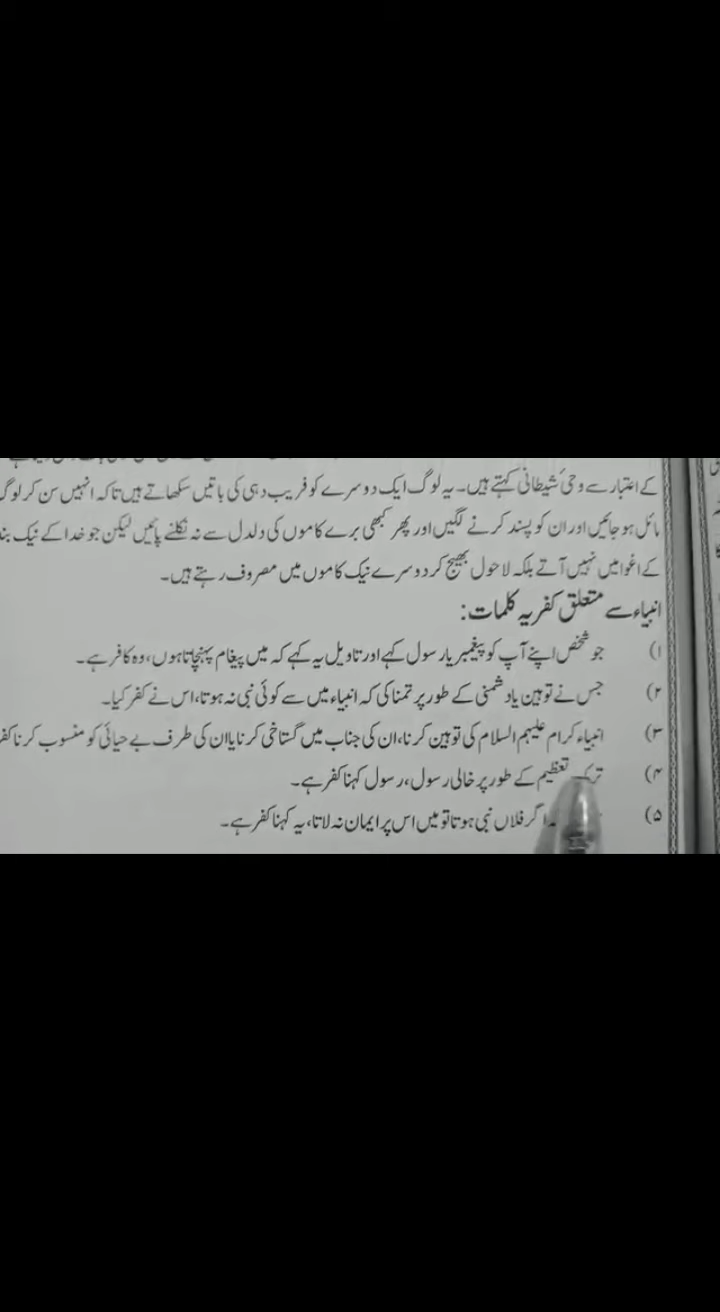 کے اعتبار سے وحیٔ شیطانی کہتے ہیں۔ یہ لوگ ایک دوسرے کو فریب دہی کی باتیں سکھاتے ہیں تاکہ انہیں سن کر لوگ
مائل ہو جائیں اور ان کو پسند کرنے لگیں اور پھر کبھی برے کاموں کی دلدل سے نہ نکلنے پائیں لیکن جو خدا کے نیک
کے اغوا میں نہیں آتے بلکہ لاحول بھیج کر دوسرے نیک کاموں میں مصروف رہتے ہیں۔
انبیاء سے متعلق کفریہ کلمات:
۱) جو شخص اپنے آپ کو پیغمبر یا رسول کہے اور تاویل یہ کہے کہ میں پیغام پہنچاتا ہوں، وہ کافر ہے۔
۲) جس نے توہین یا دشمنی کے طور پر تمنا کی کہ انبیاء میں سے کوئی نبی نہ ہوتا، اس نے کفر کیا۔
۳) انبیاء کرام علیہم السلام کی توہین کرنا، ان کی جناب میں گستاخی کرنا یا ان کی طرف بے حیائی کو منسوب کرنا
۴) ترک تعظیم کے طور پر خالی رسول، رسول کہنا کفر ہے۔
۵) اگر فلاں نبی ہوتا تو میں اس پر ایمان نہ لاتا، یہ کہنا کفر ہے۔